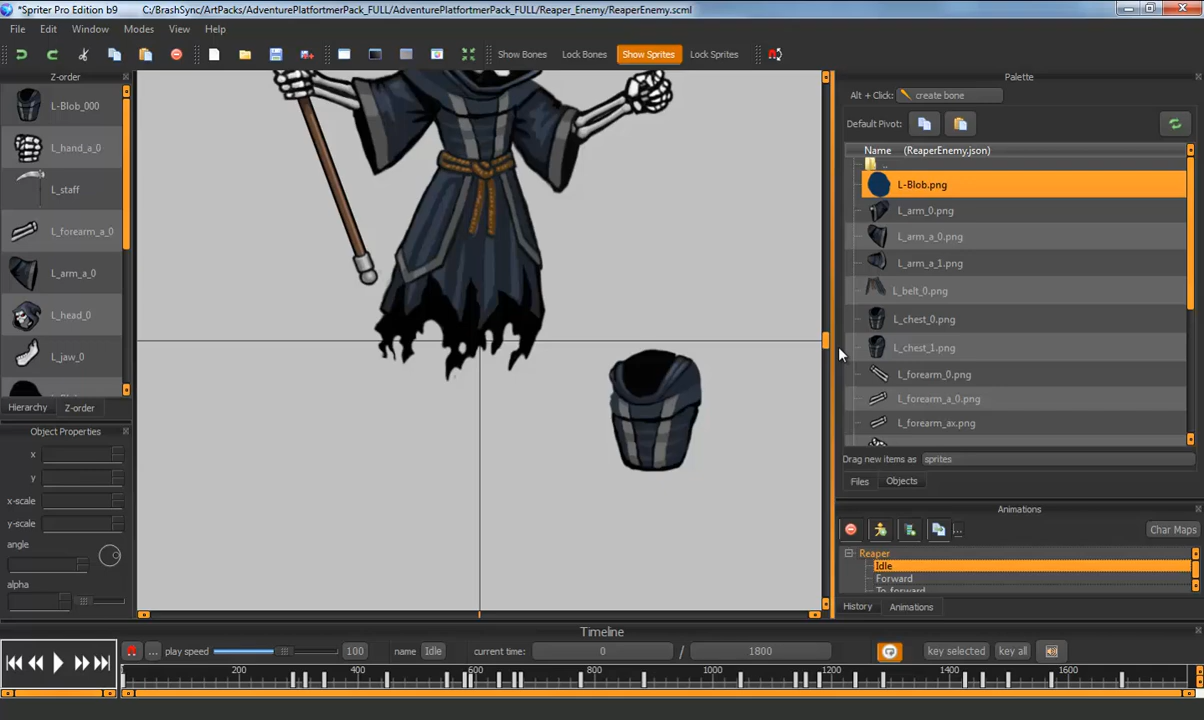 *Spriter Pro Edition b9 C:/BrashSync/ArtPacks/AdventurePlatfortmerPack_FULL/AdventurePlatfortmerPack_FULL/Reaper_Enemy/ReaperEnemy.scml
File Edit Window Modes View Help
Show Bones Lock Bones Show Sprites Lock Sprites
Z-order
L-Blob_000
L_hand_a_0
L_staff
L_forearm_a_0
L_arm_a_0
L_head_0
L_jaw_0
Hierarchy Z-order
Object Properties
x
y
x-scale
y-scale
angle
alpha
Palette
Alt + Click: create bone
Default Pivot:
Name (ReaperEnemy.json)
..
L-Blob.png
L_arm_0.png
L_arm_a_0.png
L_arm_a_1.png
L_belt_0.png
L_chest_0.png
L_chest_1.png
L_forearm_0.png
L_forearm_a_0.png
L_forearm_ax.png
Drag new items as sprites
Files Objects
Animations
... Char Maps
Reaper
Idle
Forward
To forward
History Animations
Timeline
... play speed 100 name Idle current time: 0 / 1800 key selected key all
200 400 600 800 1000 1200 1400 1600